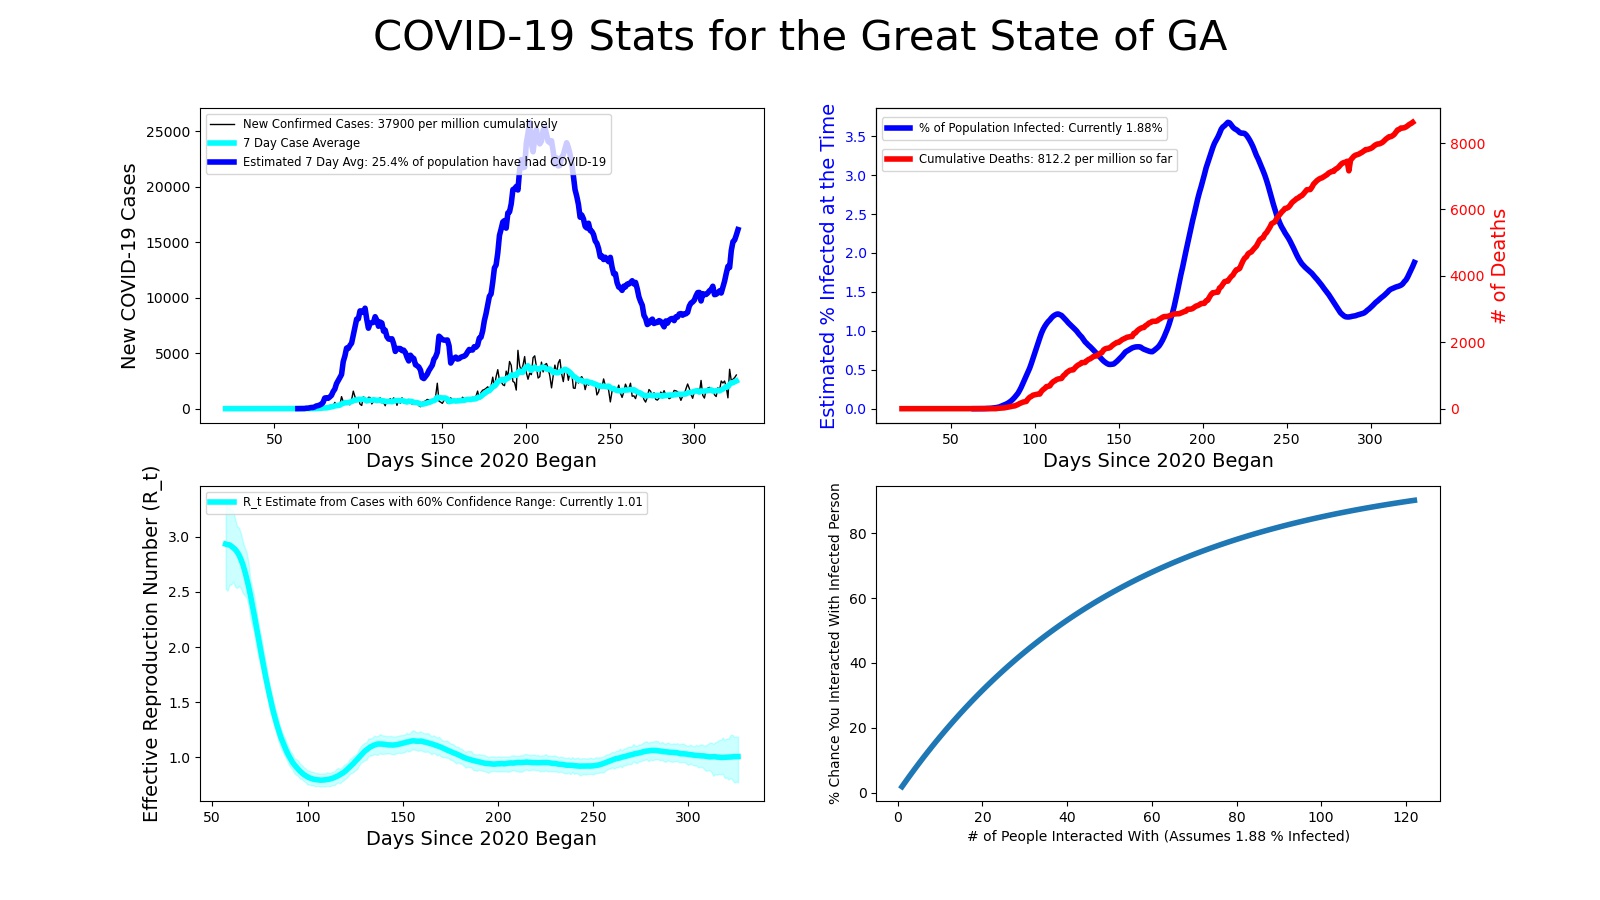 COVID-19 Stats for the Great State of GA
New COVID-19 Cases
25000
20000
15000
10000
5000
0
New Confirmed Cases: 37900 per million cumulatively
7 Day Case Average
Estimated 7 Day Avg: 25.4% of population have had COVID-19
50 100 150 200 250 300
Days Since 2020 Began
Estimated % Infected at the Time
3.5
3.0
2.5
2.0
1.5
1.0
0.5
0.0
% of Population Infected: Currently 1.88%
Cumulative Deaths: 812.2 per million so far
8000
6000
4000
2000
0
# of Deaths
50 100 150 200 250 300
Days Since 2020 Began
Effective Reproduction Number (R_t)
3.0
2.5
2.0
1.5
1.0
R_t Estimate from Cases with 60% Confidence Range: Currently 1.01
50 100 150 200 250 300
Days Since 2020 Began
% Chance You Interacted With Infected Person
80
60
40
20
0
0 20 40 60 80 100 120
# of People Interacted With (Assumes 1.88 % Infected)